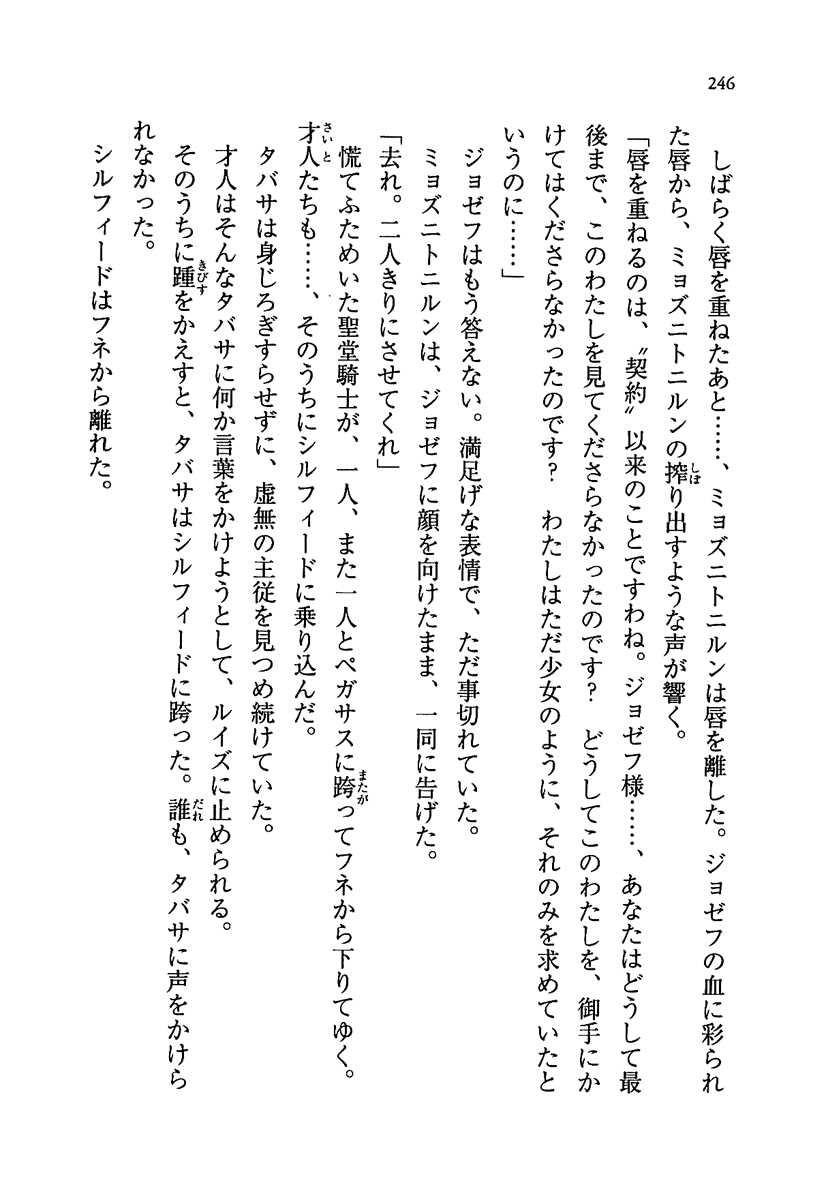 246
しばらく唇を重ねたあと……、ミョズニトニルンは唇を離した。ジョゼフの血に彩られ
た唇から、ミョズニトニルンの搾り出すような声が響く。
「唇を重ねるのは、〝契約〟以来のことですわね。ジョゼフ様……、あなたはどうして最
後まで、このわたしを見てくださらなかったのです？　どうしてこのわたしを、御手にか
けてはくださらなかったのです？　わたしはただ少女のように、それのみを求めていたと
いうのに……」
ジョゼフはもう答えない。満足げな表情で、ただ事切れていた。
ミョズニトニルンは、ジョゼフに顔を向けたまま、一同に告げた。
「去れ。二人きりにさせてくれ」
慌てふためいた聖堂騎士が、一人、また一人とペガサスに跨ってフネから下りてゆく。
才人たちも……、そのうちにシルフィードに乗り込んだ。
タバサは身じろぎすらせずに、虚無の主従を見つめ続けていた。
才人はそんなタバサに何か言葉をかけようとして、ルイズに止められる。
そのうちに踵をかえすと、タバサはシルフィードに跨った。誰も、タバサに声をかけら
れなかった。
シルフィードはフネから離れた。